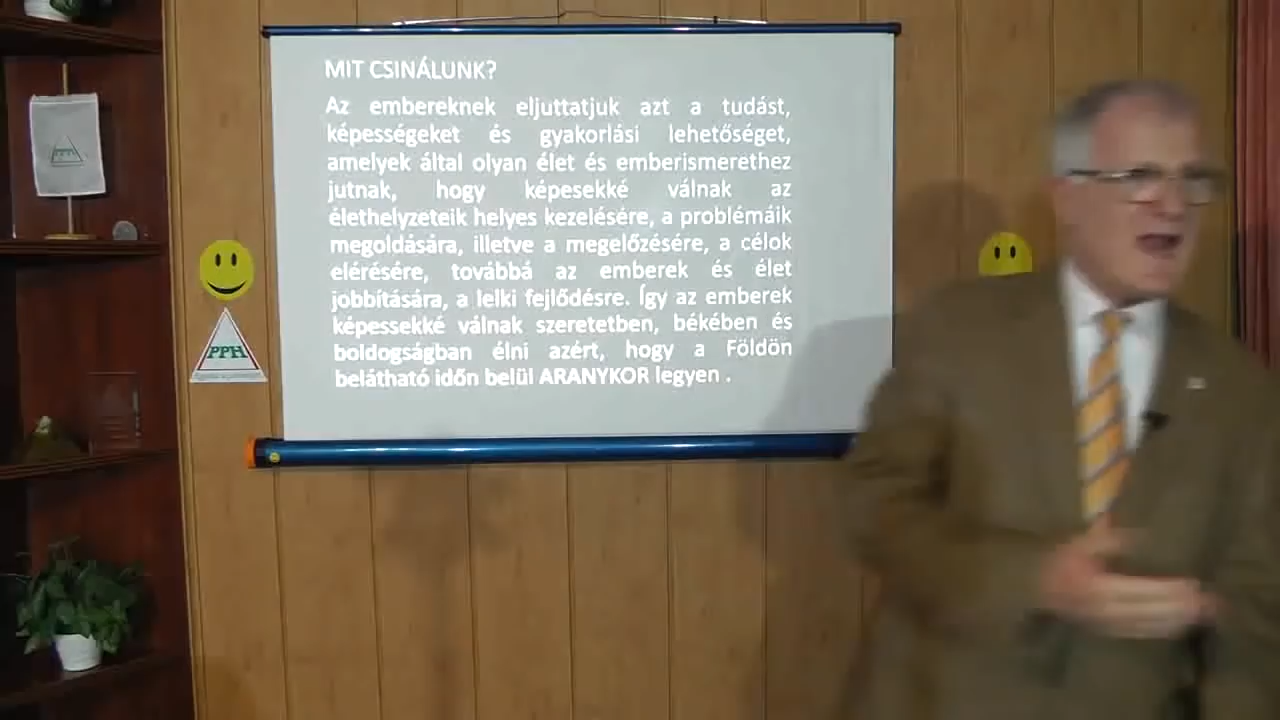 MIT CSINÁLUNK?
Az embereknek eljuttatjuk azt a tudást,
képességeket és gyakorlási lehetőséget,
amelyek által olyan élet és emberismerethez
jutnak, hogy képesekké válnak az
élethelyzeteik helyes kezelésére, a problémáik
megoldására, illetve a megelőzésére, a célok
elérésére, továbbá az emberek és élet
jobbítására, a lelki fejlődésre. Így az emberek
képessekké válnak szeretetben, békében és
boldogságban élni azért, hogy a Földön
belátható időn belül ARANYKOR legyen .
PPH